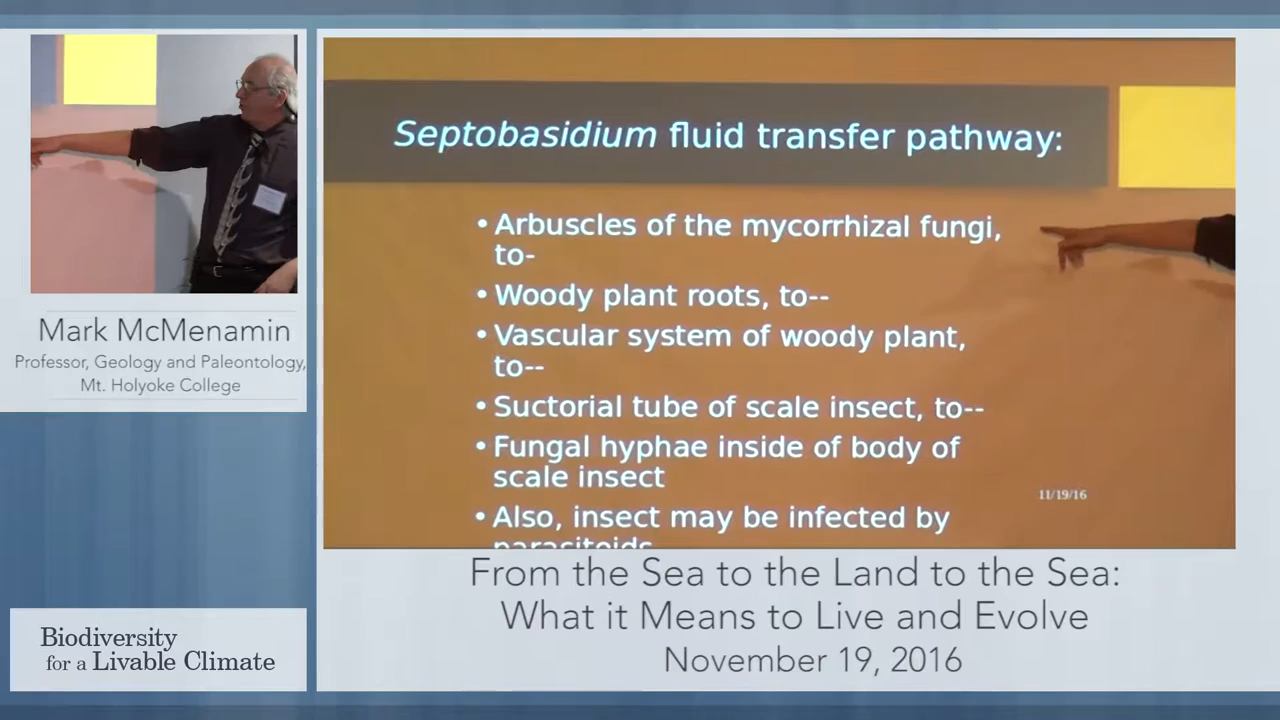 Septobasidium fluid transfer pathway:
• Arbuscles of the mycorrhizal fungi,
to-
• Woody plant roots, to--
• Vascular system of woody plant,
to--
• Suctorial tube of scale insect, to--
• Fungal hyphae inside of body of
scale insect
• Also, insect may be infected by
parasitoids
11/19/16
Mark McMenamin
Professor, Geology and Paleontology,
Mt. Holyoke College
From the Sea to the Land to the Sea:
What it Means to Live and Evolve
November 19, 2016
Biodiversity
for a Livable Climate